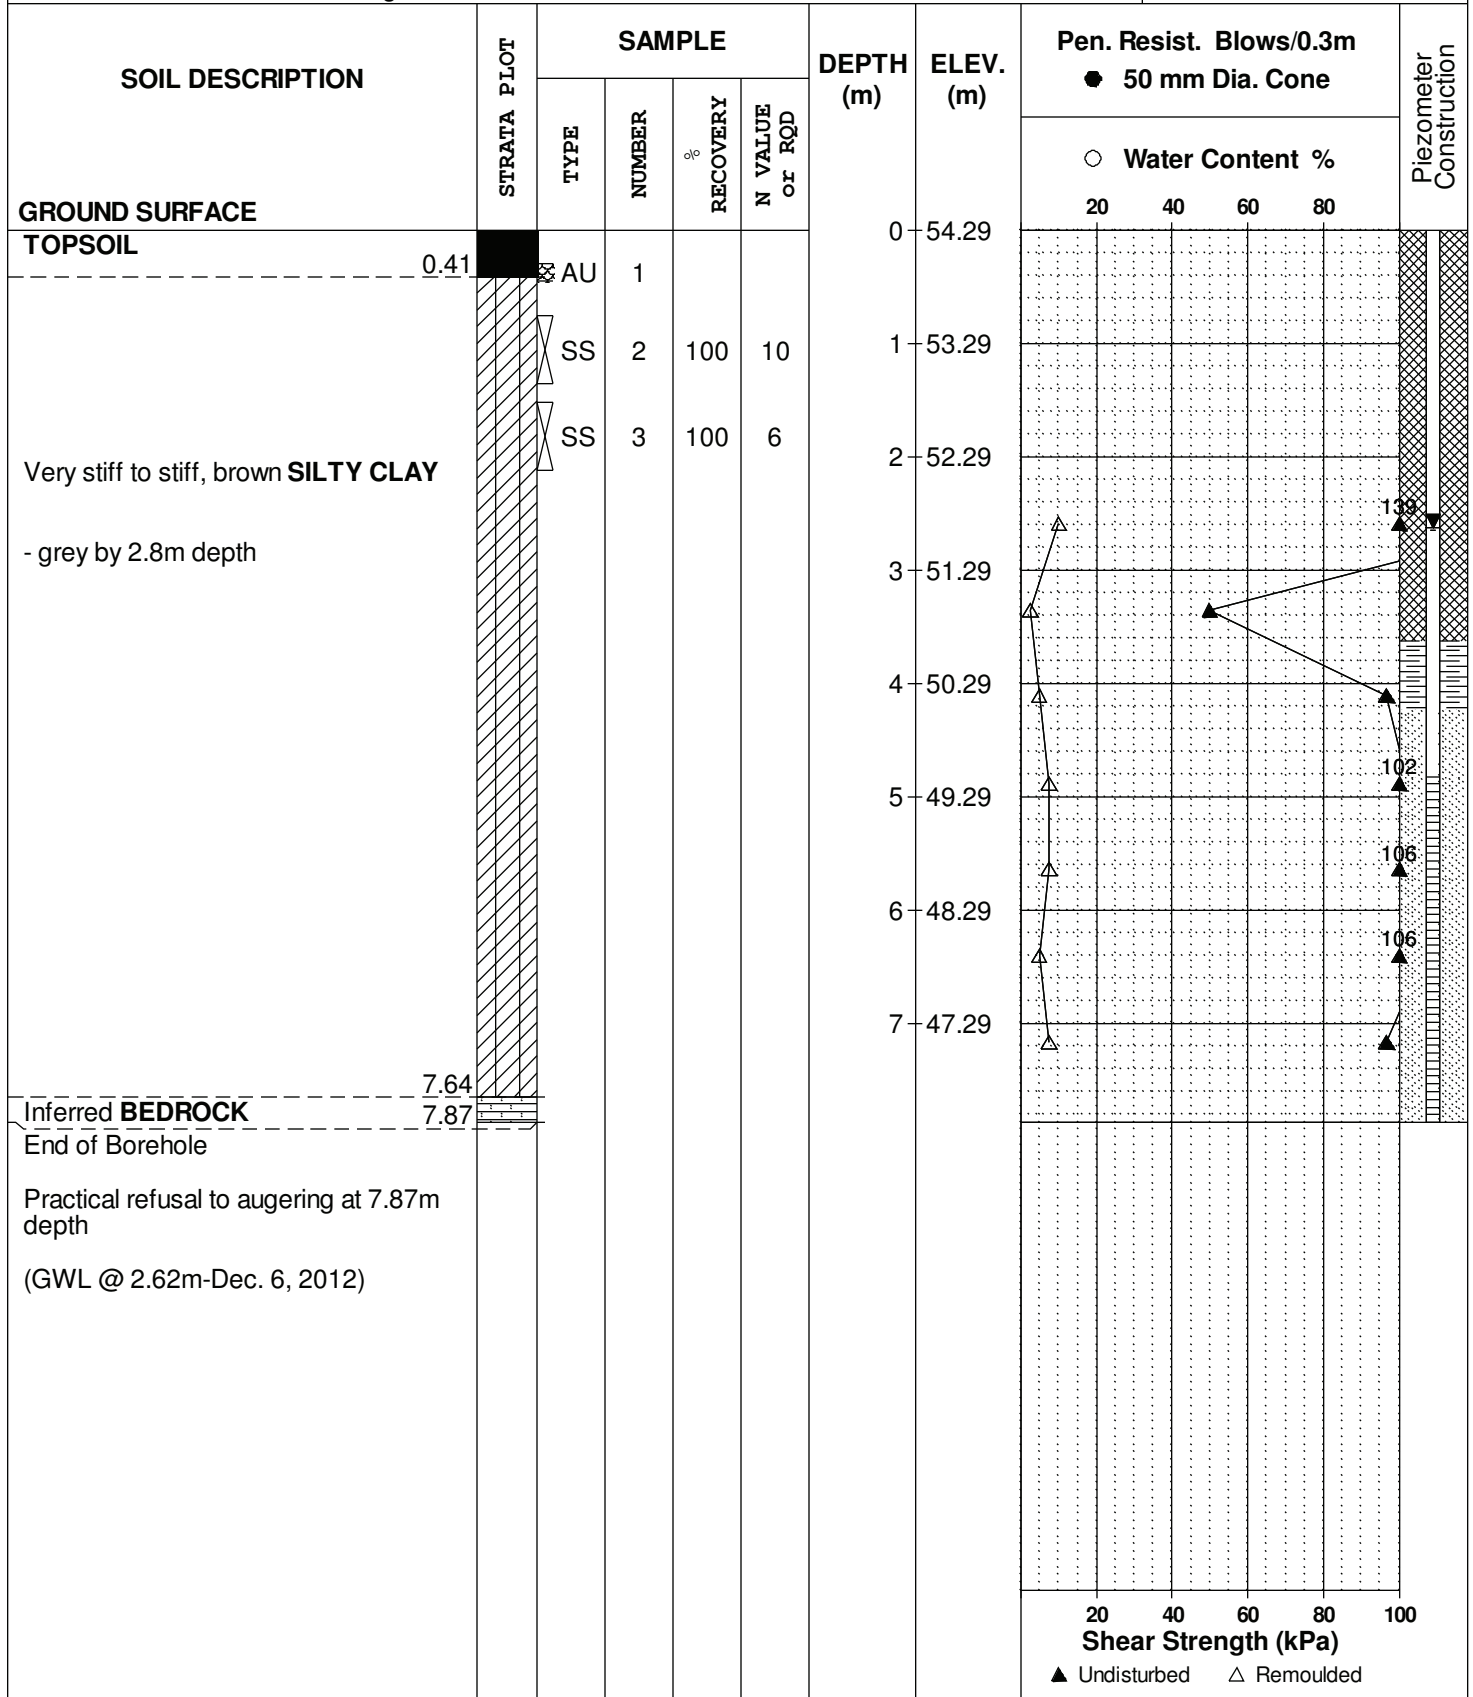 SOIL DESCRIPTION
GROUND SURFACE
STRATA PLOT
SAMPLE
TYPE
NUMBER
% RECOVERY
N VALUE or RQD
DEPTH (m)
ELEV. (m)
Pen. Resist. Blows/0.3m
● 50 mm Dia. Cone
○ Water Content %
20 40 60 80
Piezometer Construction
TOPSOIL
0.41
AU 1
SS 2 100 10
SS 3 100 6
Very stiff to stiff, brown SILTY CLAY
- grey by 2.8m depth
7.64
Inferred BEDROCK
7.87
End of Borehole
Practical refusal to augering at 7.87m
depth
(GWL @ 2.62m-Dec. 6, 2012)
0 54.29
1 53.29
2 52.29
3 51.29
4 50.29
5 49.29
6 48.29
7 47.29
139
102
106
106
20 40 60 80 100
Shear Strength (kPa)
▲ Undisturbed △ Remoulded